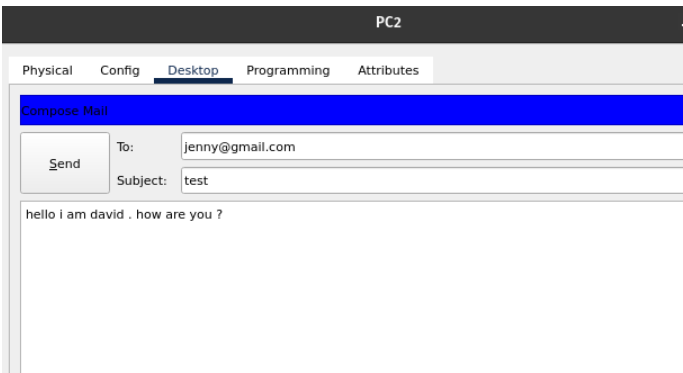 PC2
Physical Config Desktop Programming Attributes
Compose Mail
Send
To: jenny@gmail.com
Subject: test
hello i am david . how are you ?